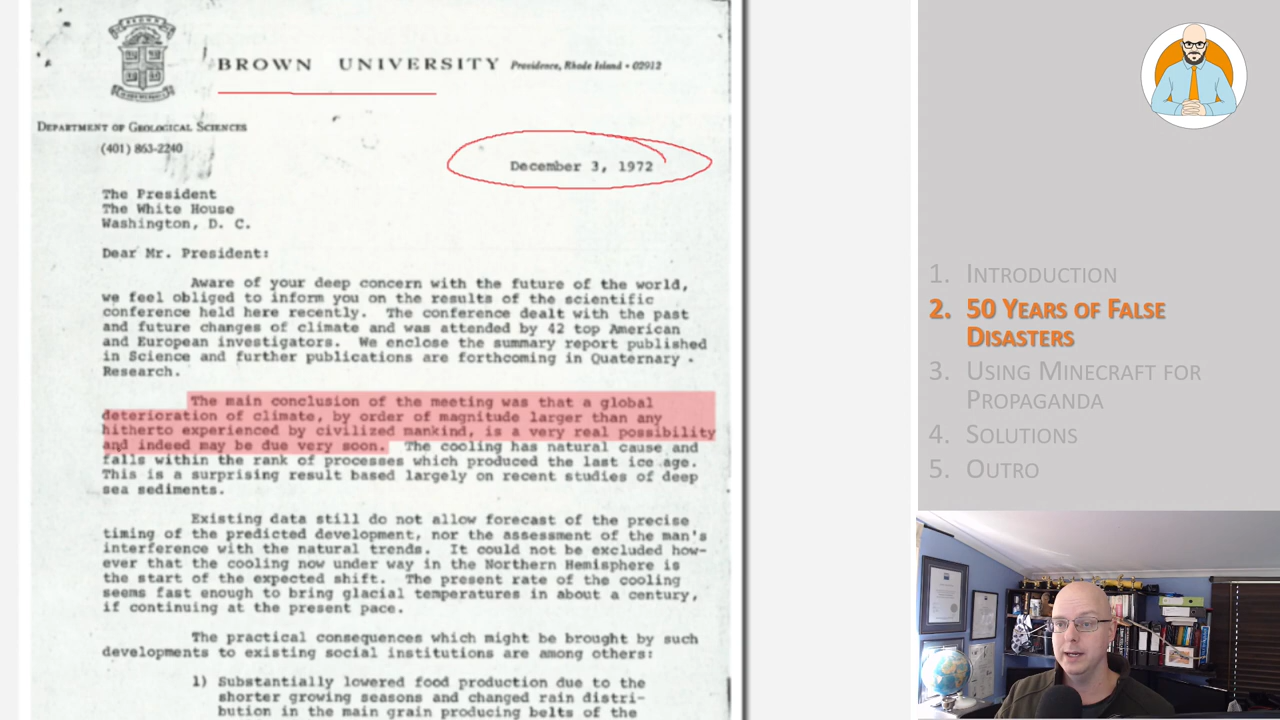 BROWN UNIVERSITY Providence, Rhode Island • 02912
DEPARTMENT OF GEOLOGICAL SCIENCES
(401) 863-2240
December 3, 1972
The President
The White House
Washington, D. C.
Dear Mr. President:
Aware of your deep concern with the future of the world,
we feel obliged to inform you on the results of the scientific
conference held here recently. The conference dealt with the past
and future changes of climate and was attended by 42 top American
and European investigators. We enclose the summary report published
in Science and further publications are forthcoming in Quaternary
Research.
The main conclusion of the meeting was that a global
deterioration of climate, by order of magnitude larger than any
hitherto experienced by civilized mankind, is a very real possibility
and indeed may be due very soon. The cooling has natural cause and
falls within the rank of processes which produced the last ice age.
This is a surprising result based largely on recent studies of deep
sea sediments.
Existing data still do not allow forecast of the precise
timing of the predicted development, nor the assessment of the man's
interference with the natural trends. It could not be excluded how-
ever that the cooling now under way in the Northern Hemisphere is
the start of the expected shift. The present rate of the cooling
seems fast enough to bring glacial temperatures in about a century,
if continuing at the present pace.
The practical consequences which might be brought by such
developments to existing social institutions are among others:
1) Substantially lowered food production due to the
shorter growing seasons and changed rain distri-
bution in the main grain producing belts of the
1. INTRODUCTION
2. 50 YEARS OF FALSE
DISASTERS
3. USING MINECRAFT FOR
PROPAGANDA
4. SOLUTIONS
5. OUTRO